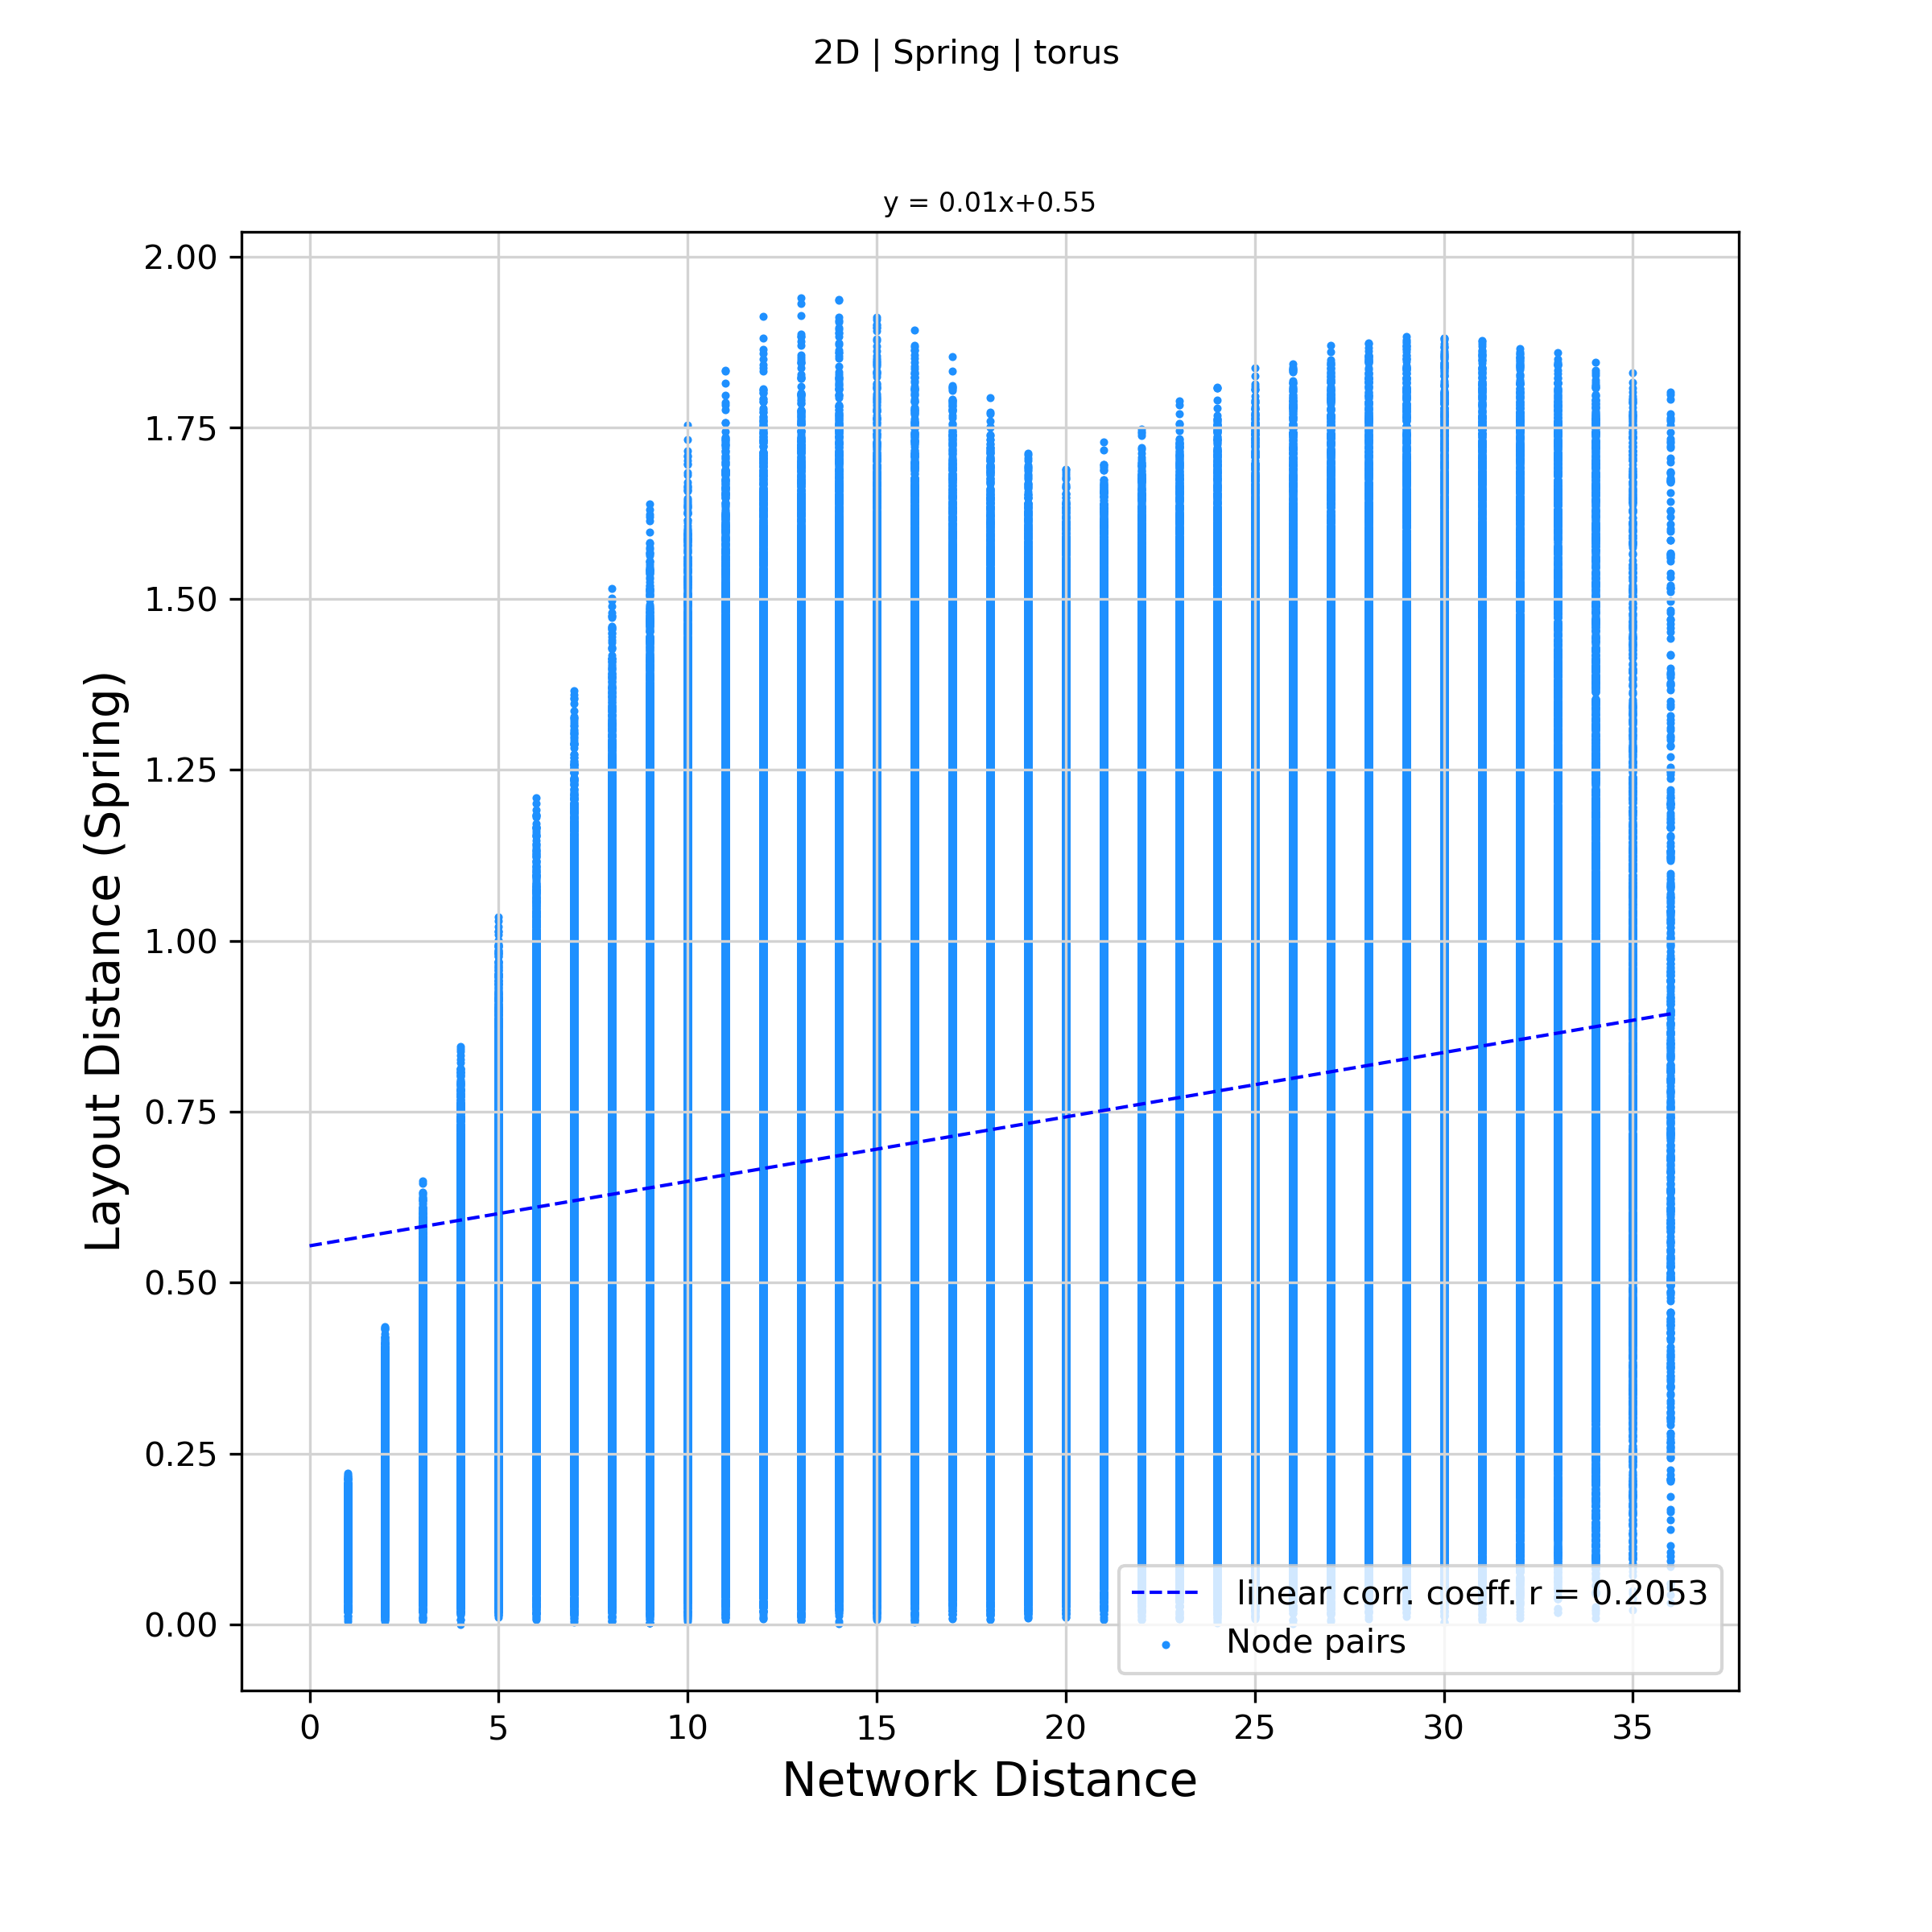 2D | Spring | torus
y = 0.01x+0.55
2.00
1.75
1.50
1.25
1.00
0.75
0.50
0.25
0.00
Layout Distance (Spring)
linear corr. coeff. r = 0.2053
Node pairs
0 5 10 15 20 25 30 35
Network Distance